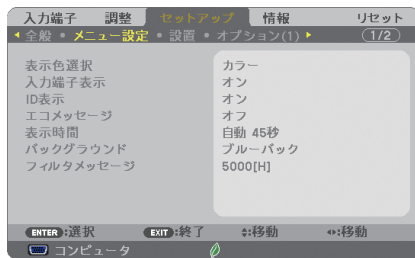 入力端子 調整 セットアップ 情報 リセット
全般 メニュー設定 設置 オプション(1) (1/2)
表示色選択 カラー
入力端子表示 オン
ID表示 オン
エコメッセージ オフ
表示時間 自動 45秒
バックグラウンド ブルーバック
フィルタメッセージ 5000[H]
ENTER:選択 EXIT:終了 :移動 :移動
コンピュータ